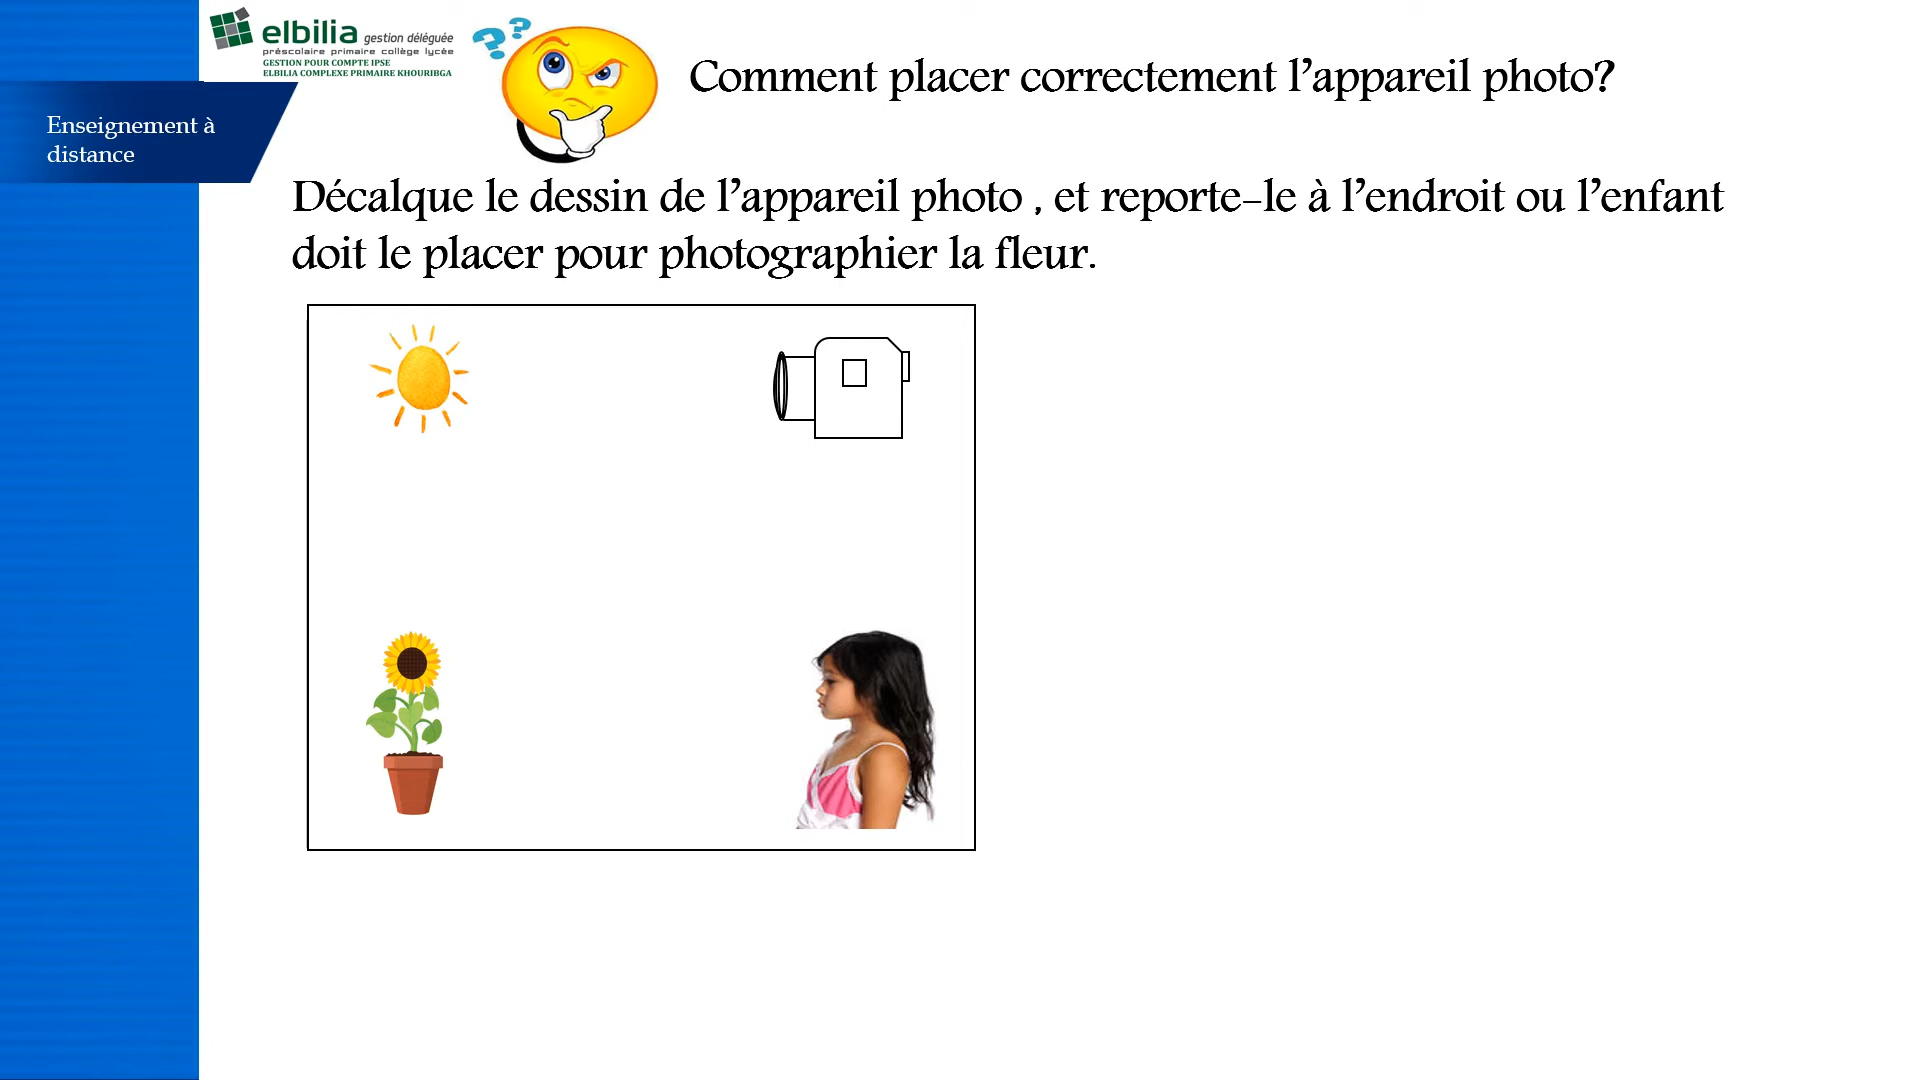 elbilia gestion déléguée
préscolaire primaire collège lycée
GESTION POUR COMPTE IPSE
ELBILIA COMPLEXE PRIMAIRE KHOURIBGA
? ?
Comment placer correctement l’appareil photo?
Enseignement à
distance
Décalque le dessin de l’appareil photo , et reporte-le à l’endroit ou l’enfant
doit le placer pour photographier la fleur.